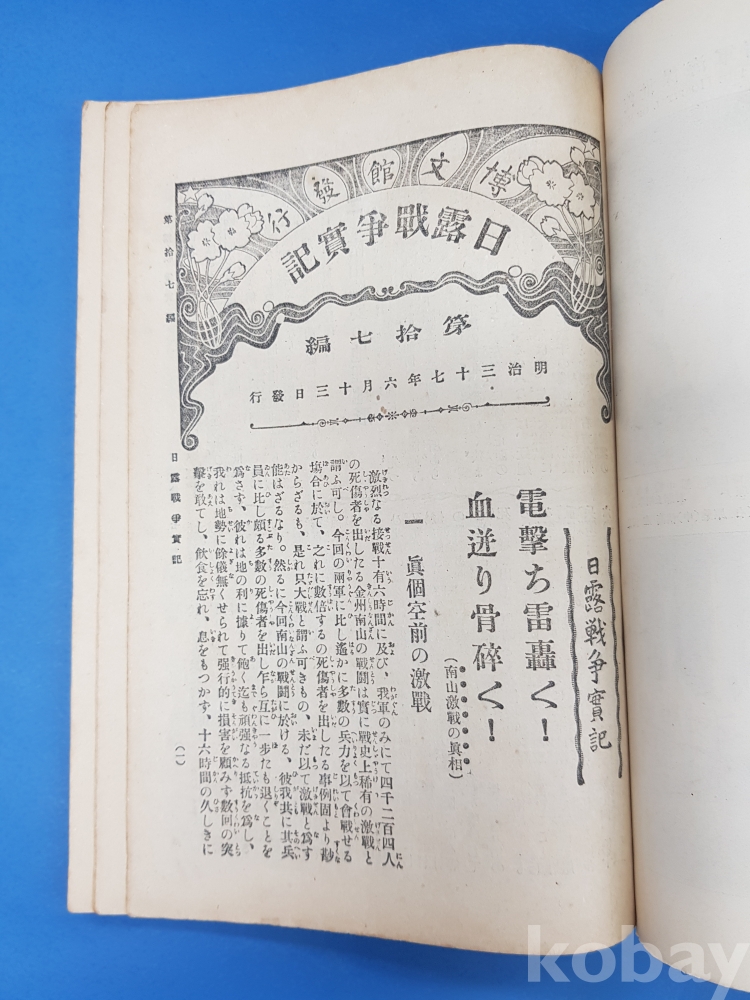 博文館發行
日露戰爭實記
第拾七編
明治三十七年六月十三日發行
日露戰爭實記
電擊ち雷轟く！
血迸り骨碎く！
（南山激戰の眞相）
一 眞個空前の激戰
激烈なる接戰十有六時間に及び、我軍のみにて四千二百四人
の死傷者を出したる金州南山の戰鬪は實に戰史上稀有の激戰と
謂ふ可し。今回の兩軍に比し遙かに多數の兵力を以て會戰せる
塲合に於て、之れに數倍するの死傷者を出したる事例固より尠
からざるも、是れ只大戰と謂ふ可きもの、未だ以て激戰と爲す
能はざるなり。然るに今回南山の戰鬪に於ける、彼我共に其兵
員に比し頗る多數の死傷者を出し乍ら互に一步たも退くことを
爲さず、彼れは地の利に據りて飽く迄も頑强なる抵抗を爲し、
我れは地勢に餘儀無くせられて强行的に損害を顧みず數回の突
擊を敢てし、飮食を忘れ、息をもつかず、十六時間の久しきに
第拾七編
日露戰爭實記
（一）
kobay